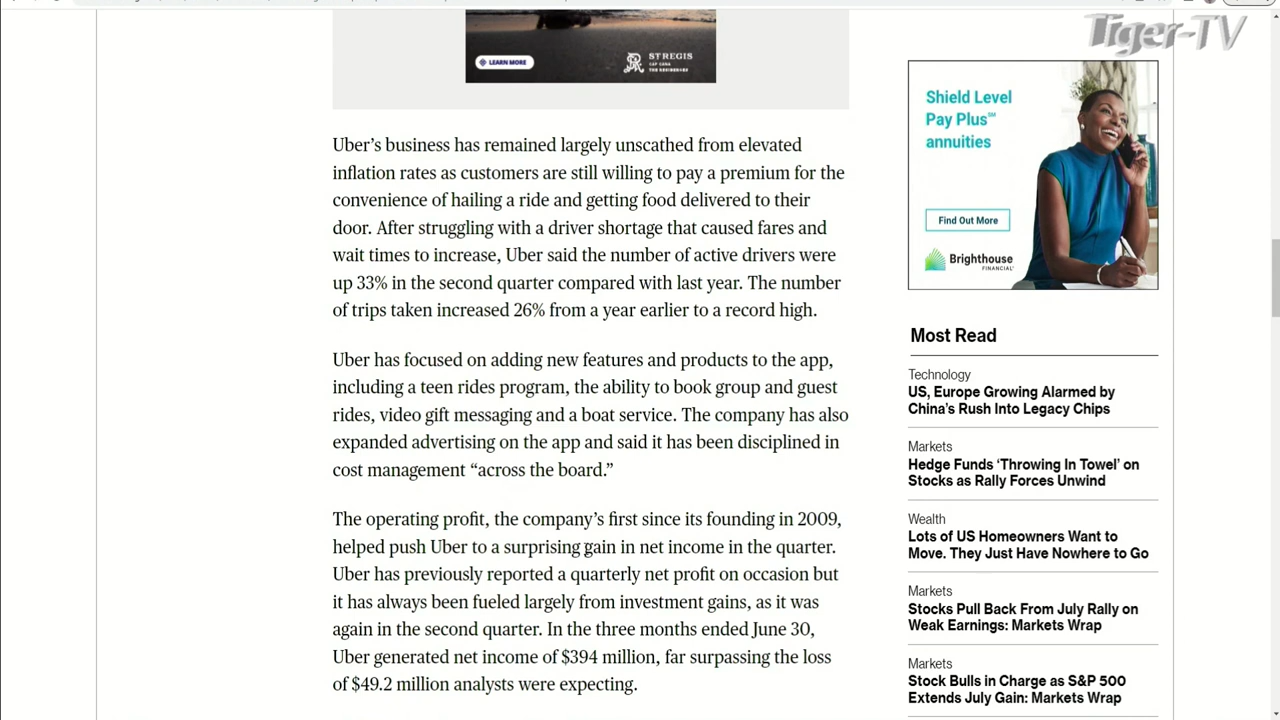 Tiger-TV
LEARN MORE
ST REGIS
CAP CANA
THE RESIDENCES
Uber’s business has remained largely unscathed from elevated
inflation rates as customers are still willing to pay a premium for the
convenience of hailing a ride and getting food delivered to their
door. After struggling with a driver shortage that caused fares and
wait times to increase, Uber said the number of active drivers were
up 33% in the second quarter compared with last year. The number
of trips taken increased 26% from a year earlier to a record high.
Uber has focused on adding new features and products to the app,
including a teen rides program, the ability to book group and guest
rides, video gift messaging and a boat service. The company has also
expanded advertising on the app and said it has been disciplined in
cost management “across the board.”
The operating profit, the company’s first since its founding in 2009,
helped push Uber to a surprising gain in net income in the quarter.
Uber has previously reported a quarterly net profit on occasion but
it has always been fueled largely from investment gains, as it was
again in the second quarter. In the three months ended June 30,
Uber generated net income of $394 million, far surpassing the loss
of $49.2 million analysts were expecting.
Shield Level
Pay Plus℠
annuities
Find Out More
Brighthouse
FINANCIAL
Most Read
Technology
US, Europe Growing Alarmed by
China’s Rush Into Legacy Chips
Markets
Hedge Funds ‘Throwing In Towel’ on
Stocks as Rally Forces Unwind
Wealth
Lots of US Homeowners Want to
Move. They Just Have Nowhere to Go
Markets
Stocks Pull Back From July Rally on
Weak Earnings: Markets Wrap
Markets
Stock Bulls in Charge as S&P 500
Extends July Gain: Markets Wrap